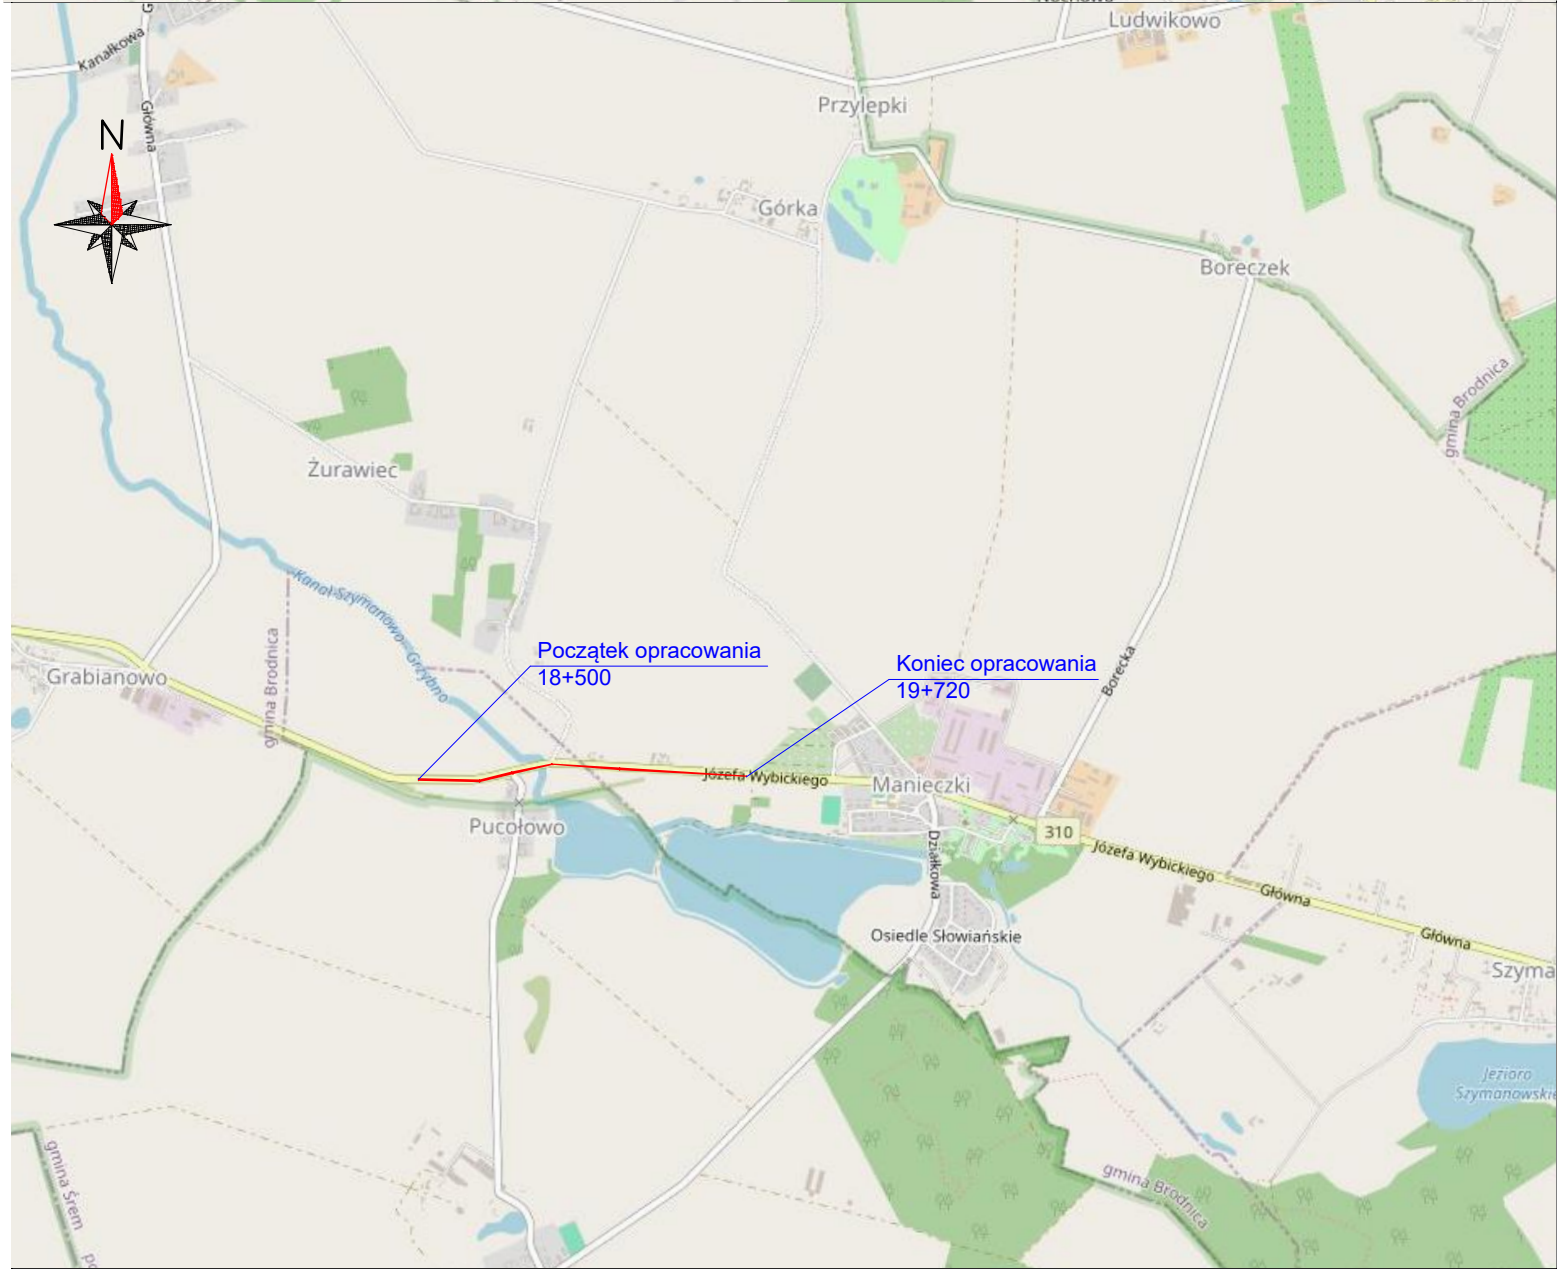 Ludwikowo
Kanałkowa
G
Przylepki
Główna
N
Górka
Boreczek
gmina Brodnica
Żurawiec
Kanał Szymanowo-Grzybno
Początek opracowania
18+500
Koniec opracowania
19+720
Borecka
gmina Brodnica
Grabianowo
Józefa Wybickiego
Manieczki
Pucołowo
310
Józefa Wybickiego
Działkowa
Główna
Osiedle Słowiańskie
Główna
Szyma
Jezioro
Szymanowskie
gmina Śrem
po
gmina Brodnica